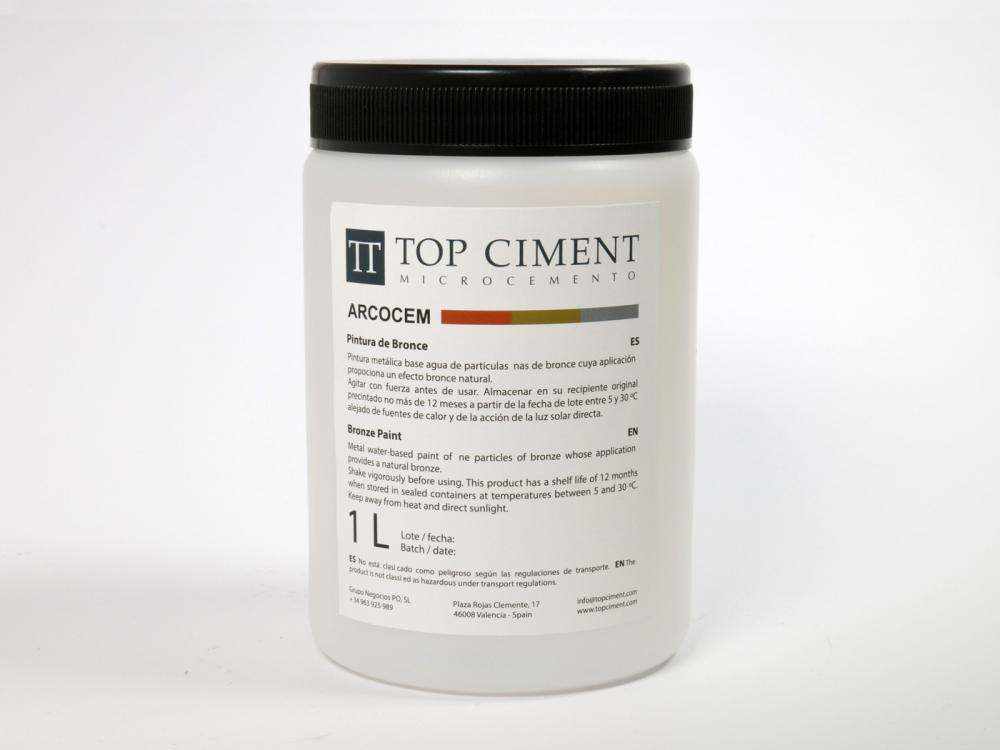 TT TOP CIMENT
MICROCEMENTO
ARCOCEM
Pintura de Bronce ES
Pintura metálica base agua de partículas nas de bronce cuya aplicación
propociona un efecto bronce natural.
Agitar con fuerza antes de usar. Almacenar en su recipiente original
precintado no más de 12 meses a partir de la fecha de lote entre 5 y 30 ºC
alejado de fuentes de calor y de la acción de la luz solar directa.
Bronze Paint EN
Metal water-based paint of ne particles of bronze whose application
provides a natural bronze.
Shake vigorously before using. This product has a shelf life of 12 months
when stored in sealed containers at temperatures between 5 and 30 ºC.
Keep away from heat and direct sunlight.
1 L
Lote / fecha:
Batch / date:
ES No está clasi cado como peligroso según las regulaciones de transporte. EN The
product is not classi ed as hazardous under transport regulations.
Grupo Negocios PO, SL
+34 963 925 989
Plaza Rojas Clemente, 17
46008 Valencia - Spain
info@topciment.com
www.topciment.com